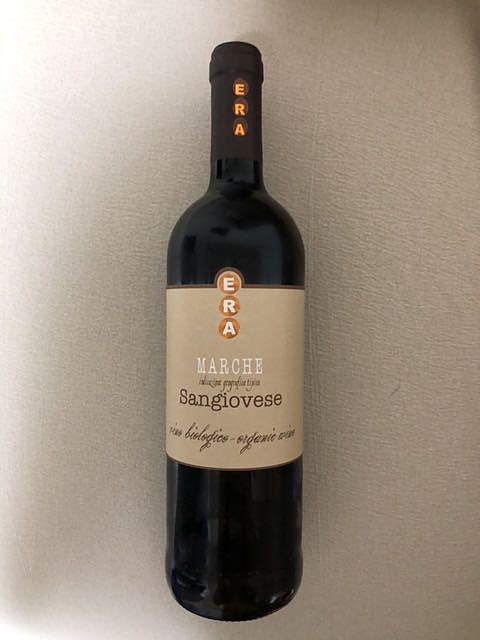 E
R
A
E
R
A
MARCHE
indicazione geografica tipica
Sangiovese
vino biologico - organic wine